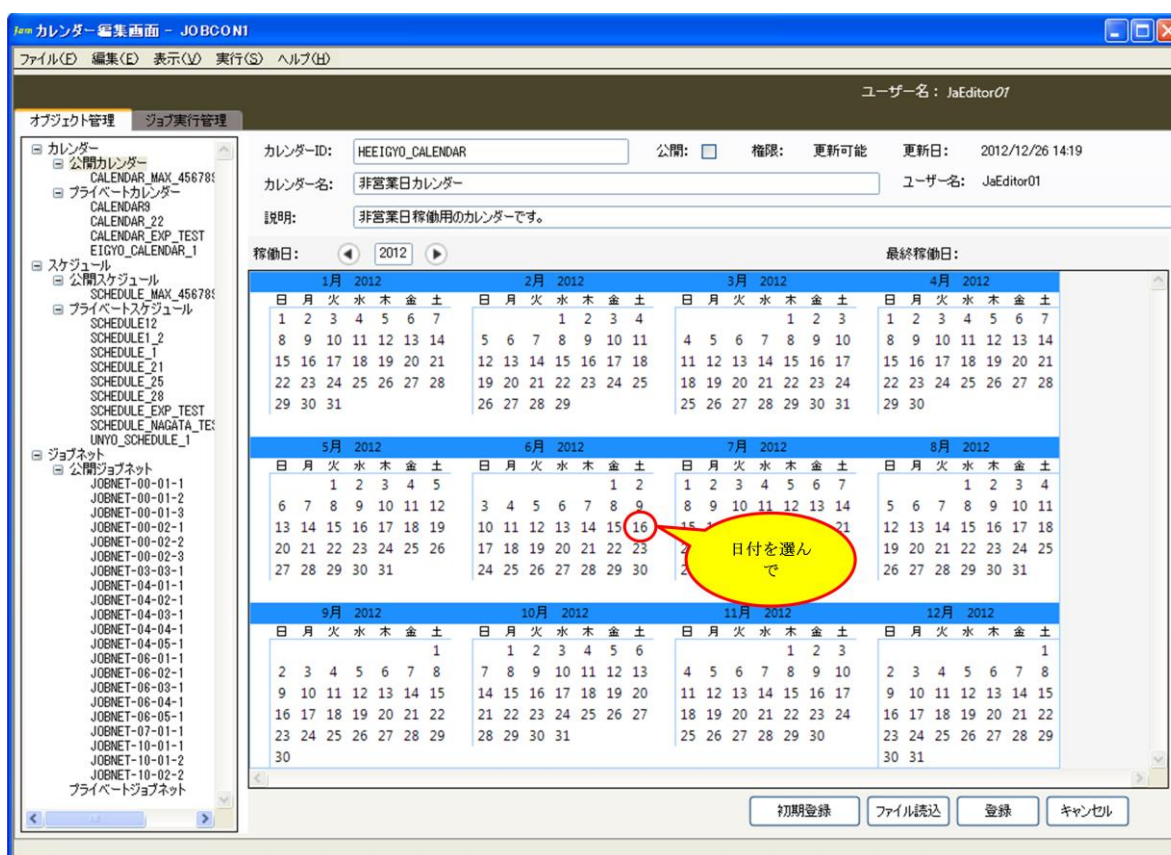 Jam カレンダー編集画面 - JOBCON1
ファイル(F) 編集(E) 表示(V) 実行(S) ヘルプ(H)
ユーザー名： JaEditor01
オブジェクト管理 ジョブ実行管理
カレンダー
公開カレンダー
CALENDAR_MAX_45678
プライベートカレンダー
CALENDAR9
CALENDAR_22
CALENDAR_EXP_TEST
EIGYO_CALENDAR_1
スケジュール
公開スケジュール
SCHEDULE_MAX_45678
プライベートスケジュール
SCHEDULE12
SCHEDULE1_2
SCHEDULE_1
SCHEDULE_21
SCHEDULE_25
SCHEDULE_28
SCHEDULE_EXP_TEST
SCHEDULE_NAGATA_TE
UNYO_SCHEDULE_1
ジョブネット
公開ジョブネット
JOBNET-00-01-1
JOBNET-00-01-2
JOBNET-00-01-3
JOBNET-00-02-1
JOBNET-00-02-2
JOBNET-00-02-3
JOBNET-03-03-1
JOBNET-04-01-1
JOBNET-04-02-1
JOBNET-04-03-1
JOBNET-04-04-1
JOBNET-04-05-1
JOBNET-06-01-1
JOBNET-06-02-1
JOBNET-06-03-1
JOBNET-06-04-1
JOBNET-06-05-1
JOBNET-07-01-1
JOBNET-10-01-1
JOBNET-10-01-2
JOBNET-10-02-2
プライベートジョブネット
カレンダーID: HEEIGYO_CALENDAR 公開: 権限: 更新可能 更新日: 2012/12/26 14:19
カレンダー名: 非営業日カレンダー ユーザー名: JaEditor01
説明: 非営業日稼働用のカレンダーです。
稼働日: 2012 最終稼働日:
1月 2012 2月 2012 3月 2012 4月 2012
日 月 火 水 木 金 土 日 月 火 水 木 金 土 日 月 火 水 木 金 土 日 月 火 水 木 金 土
1 2 3 4 5 6 7 1 2 3 4 1 2 3 1 2 3 4 5 6 7
8 9 10 11 12 13 14 5 6 7 8 9 10 11 4 5 6 7 8 9 10 8 9 10 11 12 13 14
15 16 17 18 19 20 21 12 13 14 15 16 17 18 11 12 13 14 15 16 17 15 16 17 18 19 20 21
22 23 24 25 26 27 28 19 20 21 22 23 24 25 18 19 20 21 22 23 24 22 23 24 25 26 27 28
29 30 31 26 27 28 29 25 26 27 28 29 30 31 29 30
5月 2012 6月 2012 7月 2012 8月 2012
日 月 火 水 木 金 土 日 月 火 水 木 金 土 日 月 火 水 木 金 土 日 月 火 水 木 金 土
1 2 3 4 5 1 2 1 2 3 4 5 6 7 1 2 3 4
6 7 8 9 10 11 12 3 4 5 6 7 8 9 8 9 10 11 12 13 14 5 6 7 8 9 10 11
13 14 15 16 17 18 19 10 11 12 13 14 15 16 15 21 12 13 14 15 16 17 18
20 21 22 23 24 25 26 17 18 19 20 21 22 23 19 20 21 22 23 24 25
27 28 29 30 31 24 25 26 27 28 29 30 26 27 28 29 30 31
日付を選ん
で
9月 2012 10月 2012 11月 2012 12月 2012
日 月 火 水 木 金 土 日 月 火 水 木 金 土 日 月 火 水 木 金 土 日 月 火 水 木 金 土
1 1 2 3 4 5 6 1 2 3 1
2 3 4 5 6 7 8 7 8 9 10 11 12 13 4 5 6 7 8 9 10 2 3 4 5 6 7 8
9 10 11 12 13 14 15 14 15 16 17 18 19 20 11 12 13 14 15 16 17 9 10 11 12 13 14 15
16 17 18 19 20 21 22 21 22 23 24 25 26 27 18 19 20 21 22 23 24 16 17 18 19 20 21 22
23 24 25 26 27 28 29 28 29 30 31 25 26 27 28 29 30 23 24 25 26 27 28 29
30 30 31
初期登録 ファイル読込 登録 キャンセル